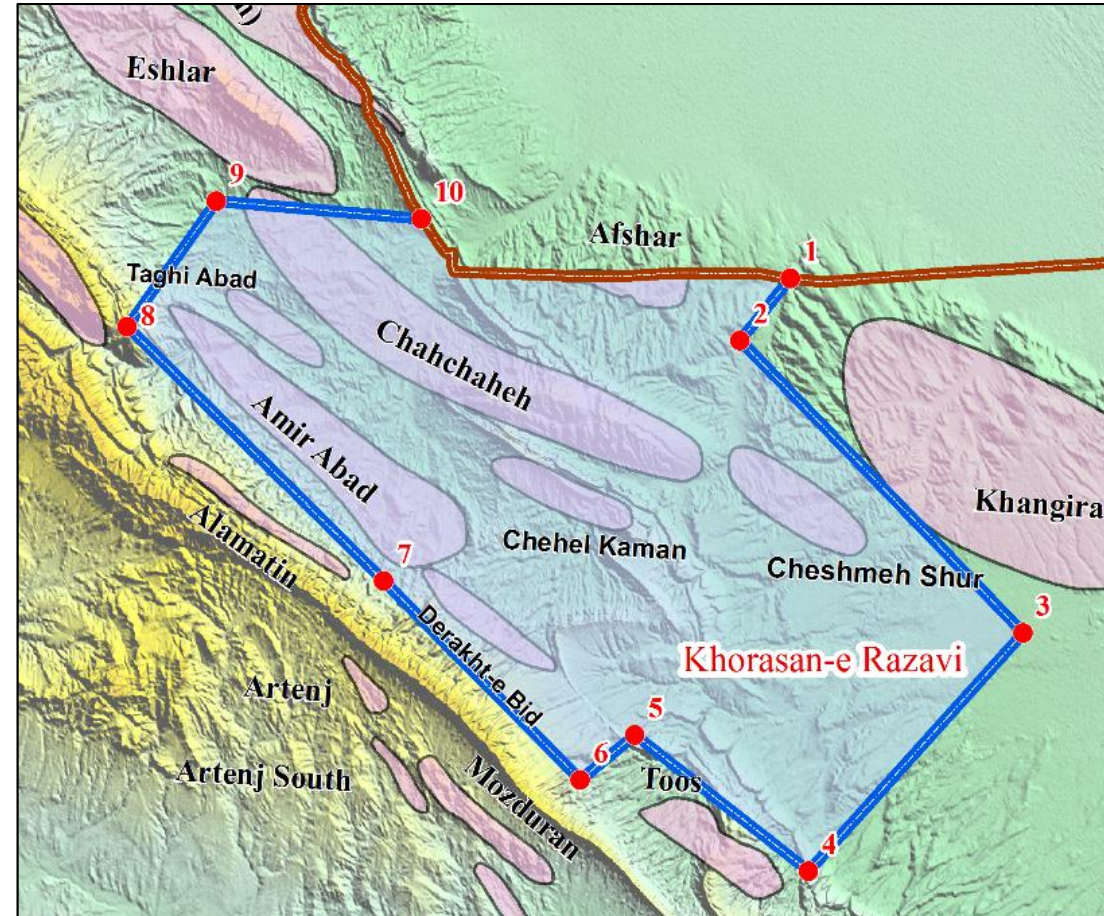 Eshlar
9
10
Afshar
1
Taghi Abad
8
2
Chahchaheh
Amir Abad
Khangira
Alamatin
Chehel Kaman
7
Cheshmeh Shur
3
Derakht-e Bid
Khorasan-e Razavi
Artenj
5
6
Toos
Artenj South
Mozduran
4